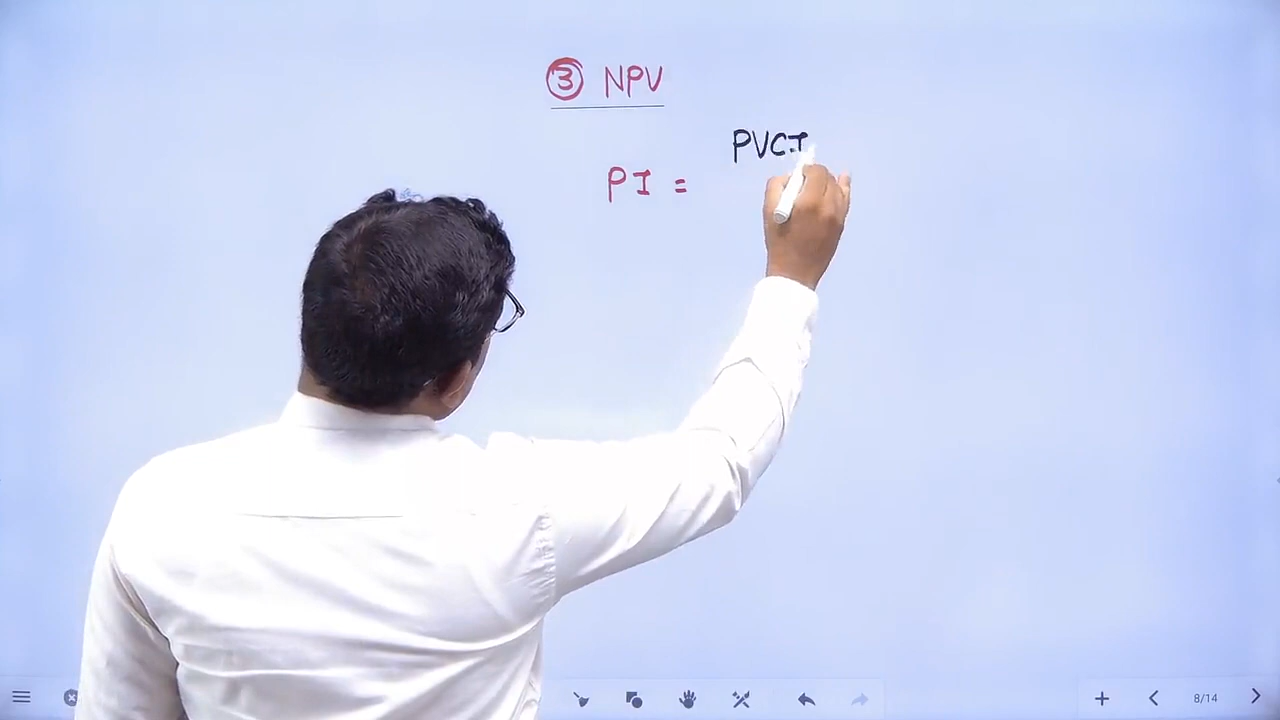 ③ NPV
PVCI
PI =
8/14